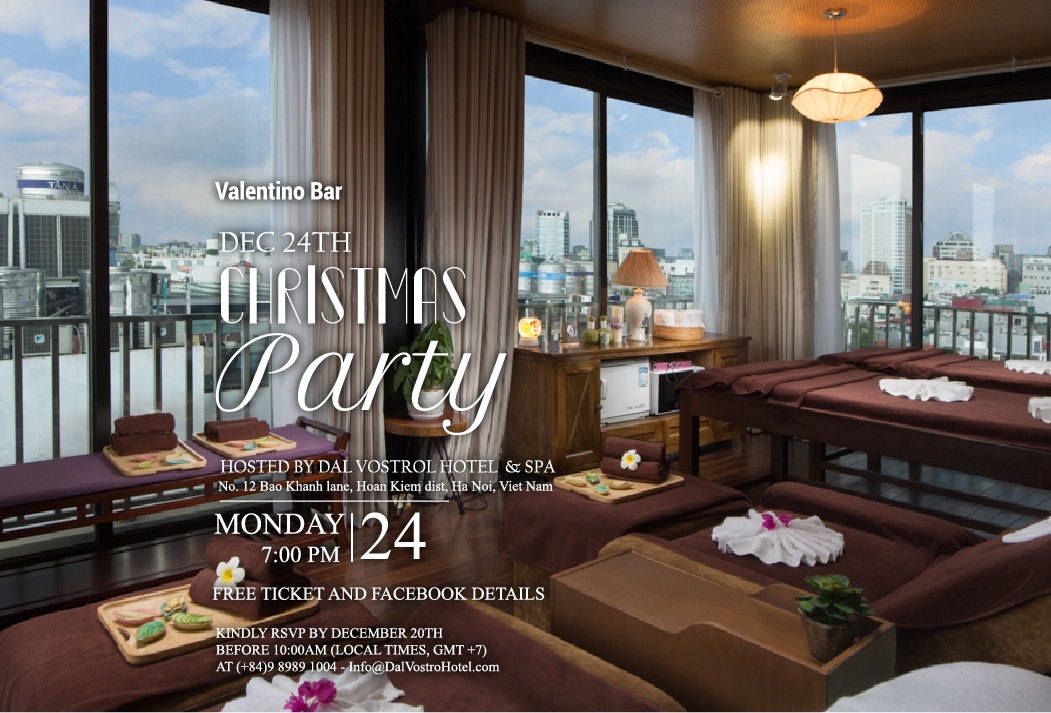 TÂN Á
Valentino Bar
DEC 24TH
CHRISTMAS
Party
HOSTED BY DAL VOSTROL HOTEL & SPA
No. 12 Bao Khanh lane, Hoan Kiem dist, Ha Noi, Viet Nam
MONDAY 24
7:00 PM
FREE TICKET AND FACEBOOK DETAILS
KINDLY RSVP BY DECEMBER 20TH
BEFORE 10:00AM (LOCAL TIMES, GMT +7)
AT (+84)9 8989 1004 - Info@DalVostroHotel.com